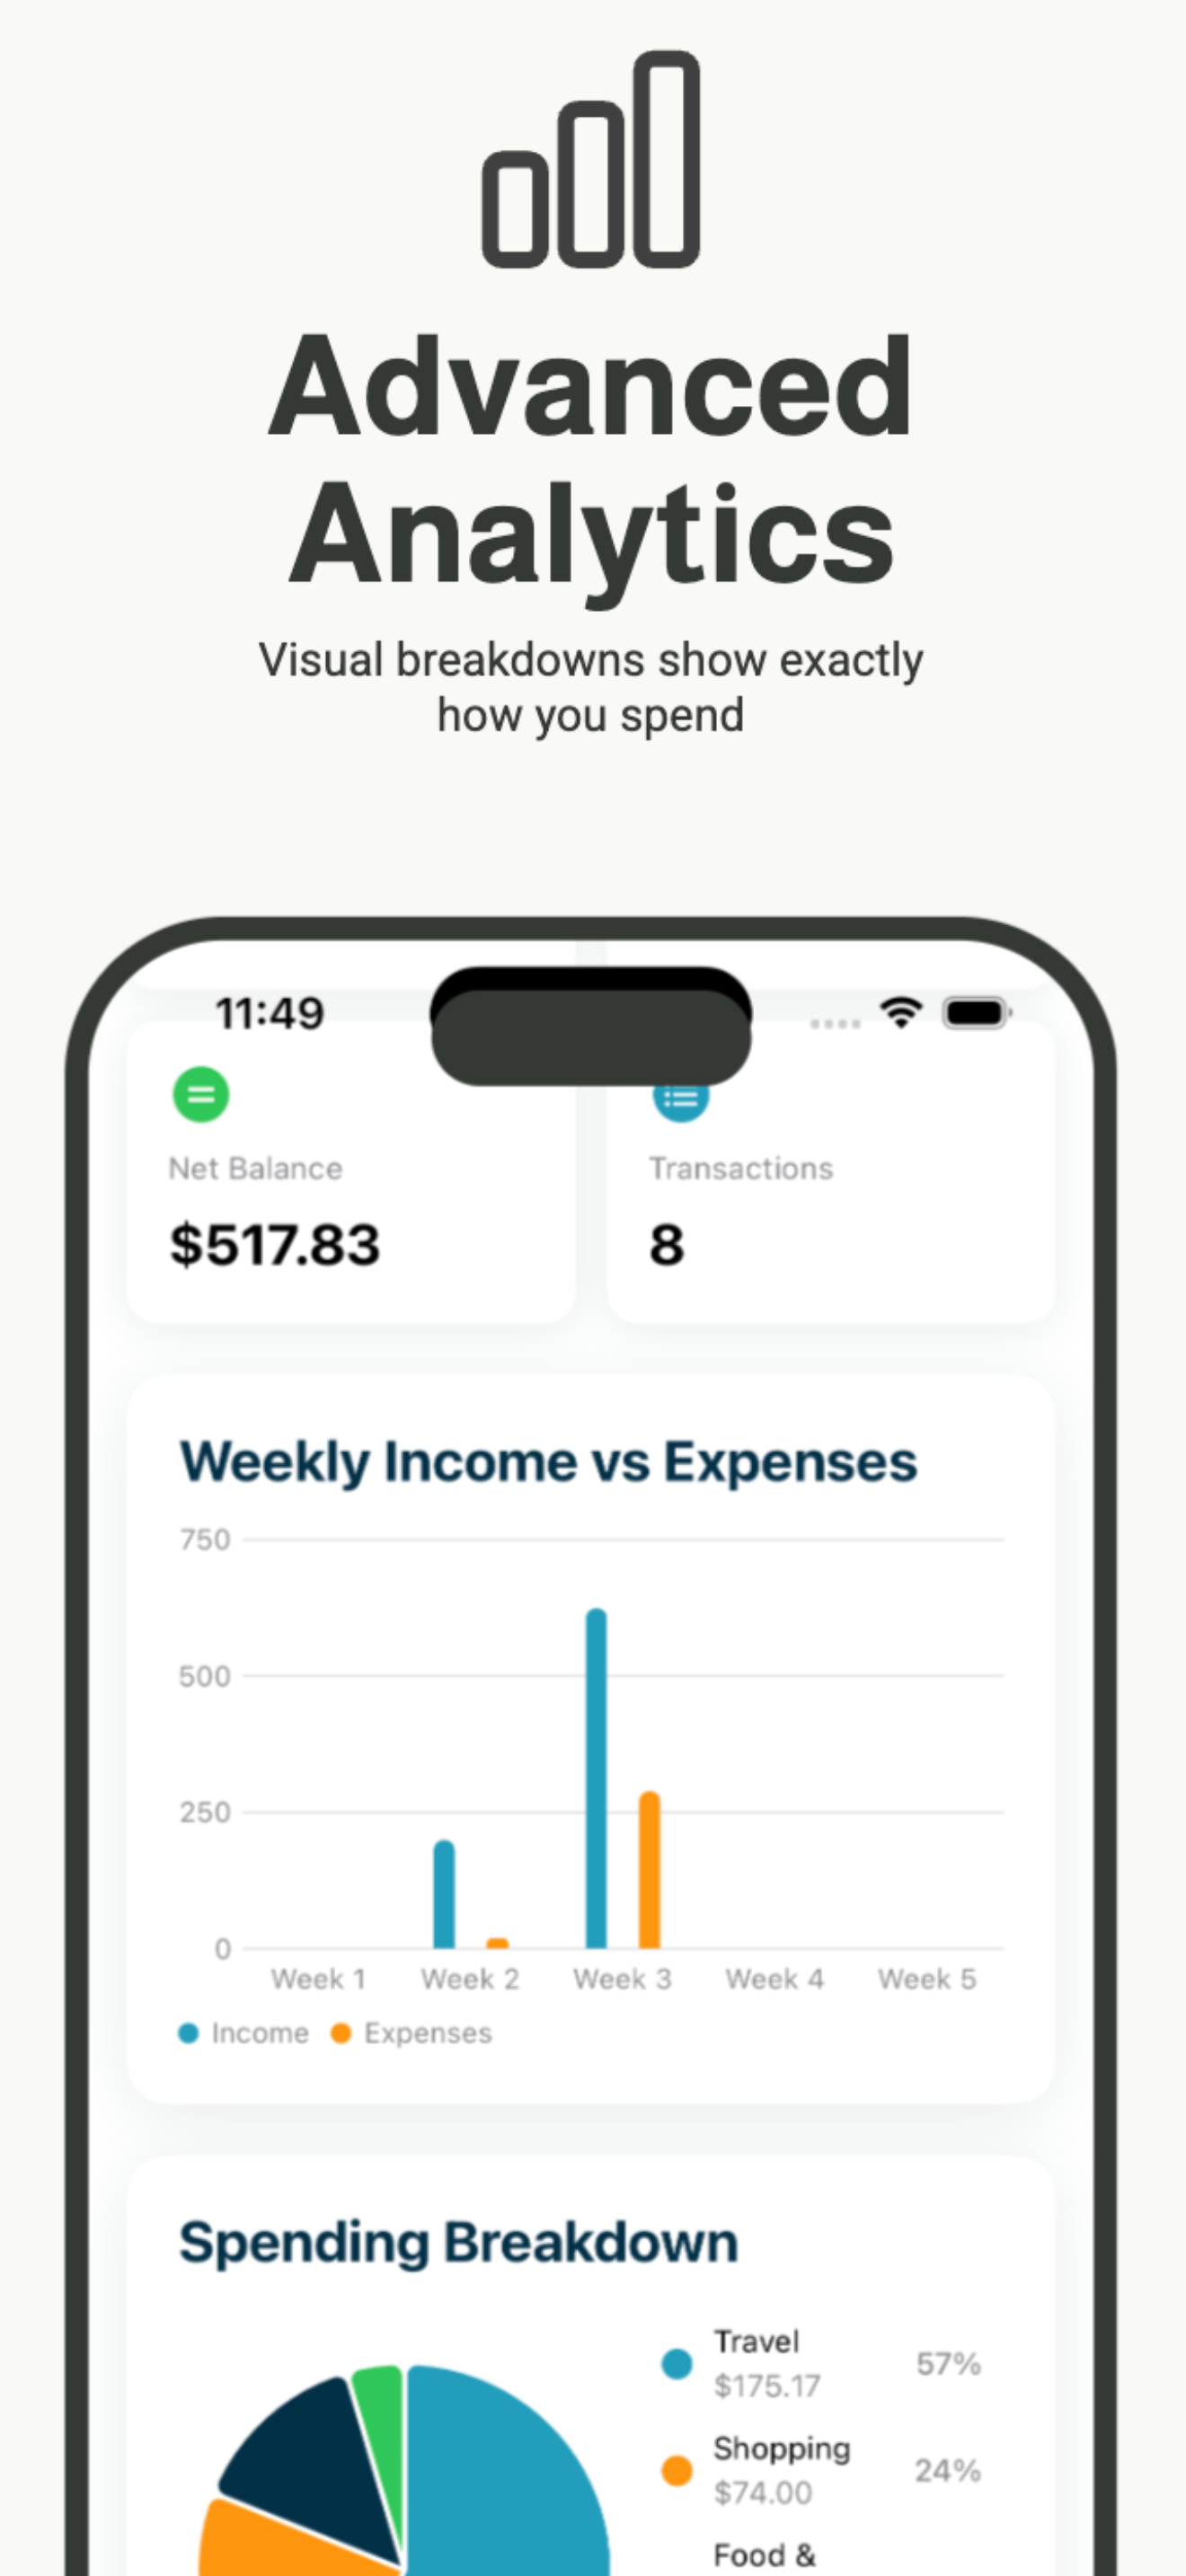 Advanced
Analytics
Visual breakdowns show exactly
how you spend
11:49
Net Balance
$517.83
Transactions
8
Weekly Income vs Expenses
750
500
250
0
Week 1 Week 2 Week 3 Week 4 Week 5
Income Expenses
Spending Breakdown
Travel
$175.17
57%
Shopping
$74.00
24%
Food &